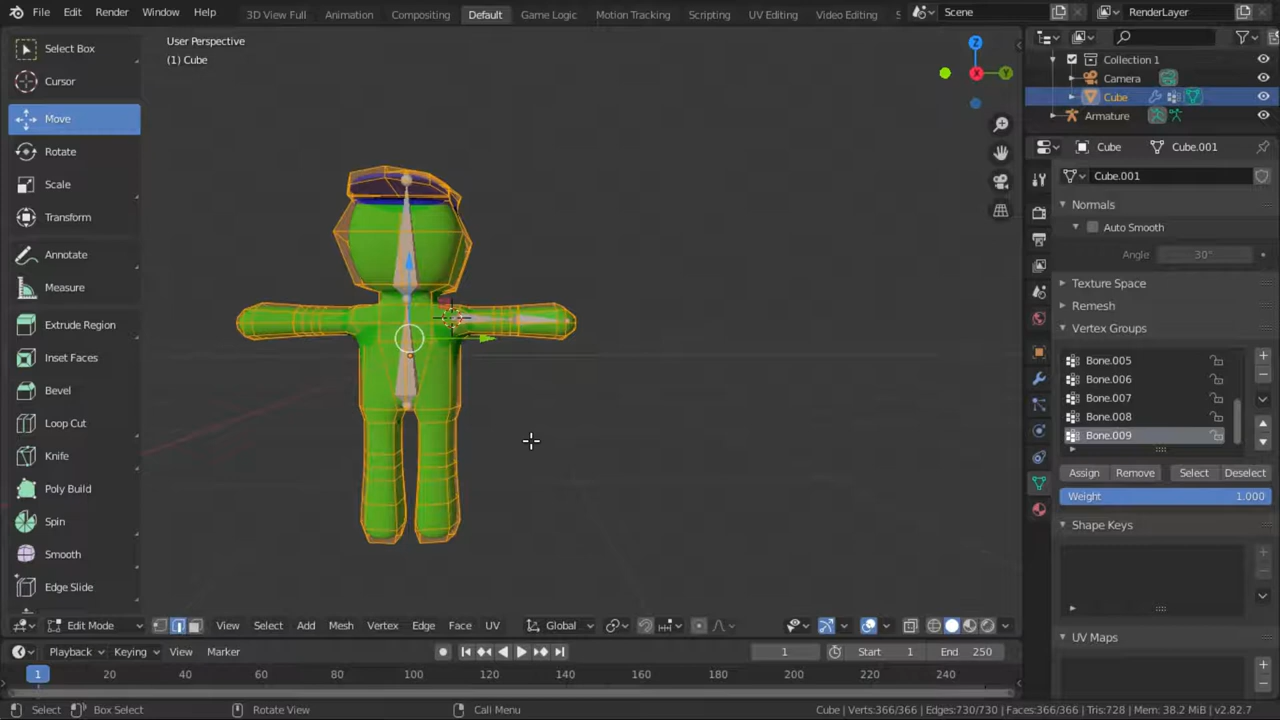 File Edit Render Window Help 3D View Full Animation Compositing Default Game Logic Motion Tracking Scripting UV Editing Video Editing S Scene RenderLayer
Select Box
Cursor
Move
Rotate
Scale
Transform
Annotate
Measure
Extrude Region
Inset Faces
Bevel
Loop Cut
Knife
Poly Build
Spin
Smooth
Edge Slide
User Perspective
(1) Cube
Z
X
Y
Collection 1
Camera
Cube
Armature
Cube Cube.001
Cube.001
Normals
Auto Smooth
Angle 30°
Texture Space
Remesh
Vertex Groups
Bone.005
Bone.006
Bone.007
Bone.008
Bone.009
Assign Remove Select Deselect
Weight 1.000
Shape Keys
UV Maps
Edit Mode View Select Add Mesh Vertex Edge Face UV Global
Playback Keying View Marker 1 Start 1 End 250
1 20 40 60 80 100 120 140 160 180 200 220 240
Select Box Select Rotate View Call Menu Cube | Verts:366/366 | Edges:730/730 | Faces:366/366 | Tris:728 | Mem: 38.2 MiB | v2.82.7